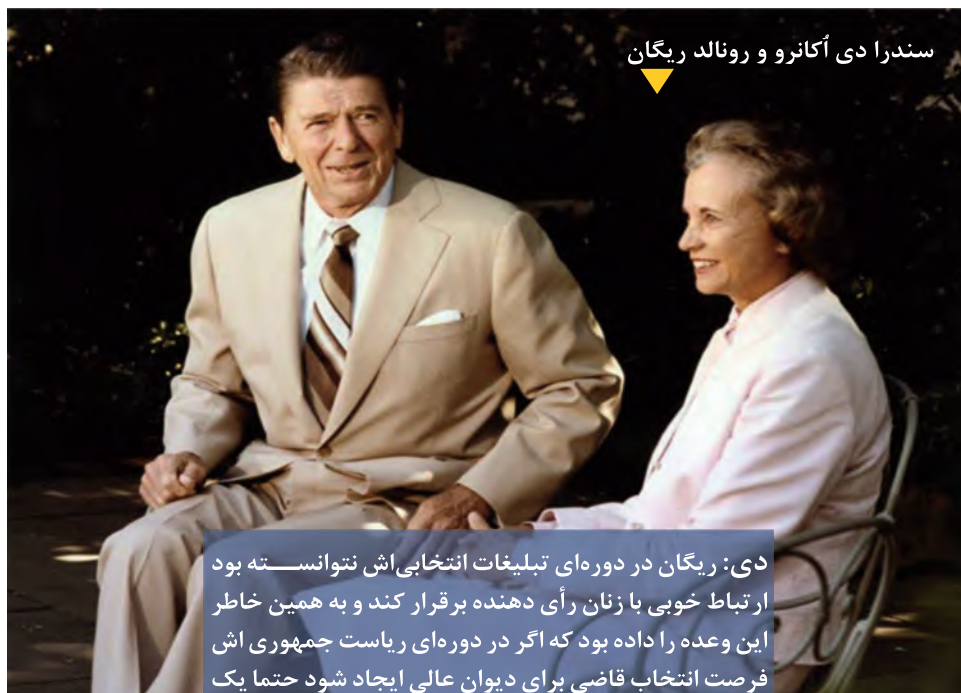 سندرا دی اُکانرو و رونالد ریگان
دی: ریگان در دوره‌ای تبلیغات انتخابی‌اش نتوانســته بود
ارتباط خوبی با زنان رأی دهنده برقرار کند و به همین خاطر
این وعده را داده بود که اگر در دوره‌ای ریاست جمهوری اش
فرصت انتخاب قاضی برای دیوان عالی ایجاد شود حتما یک